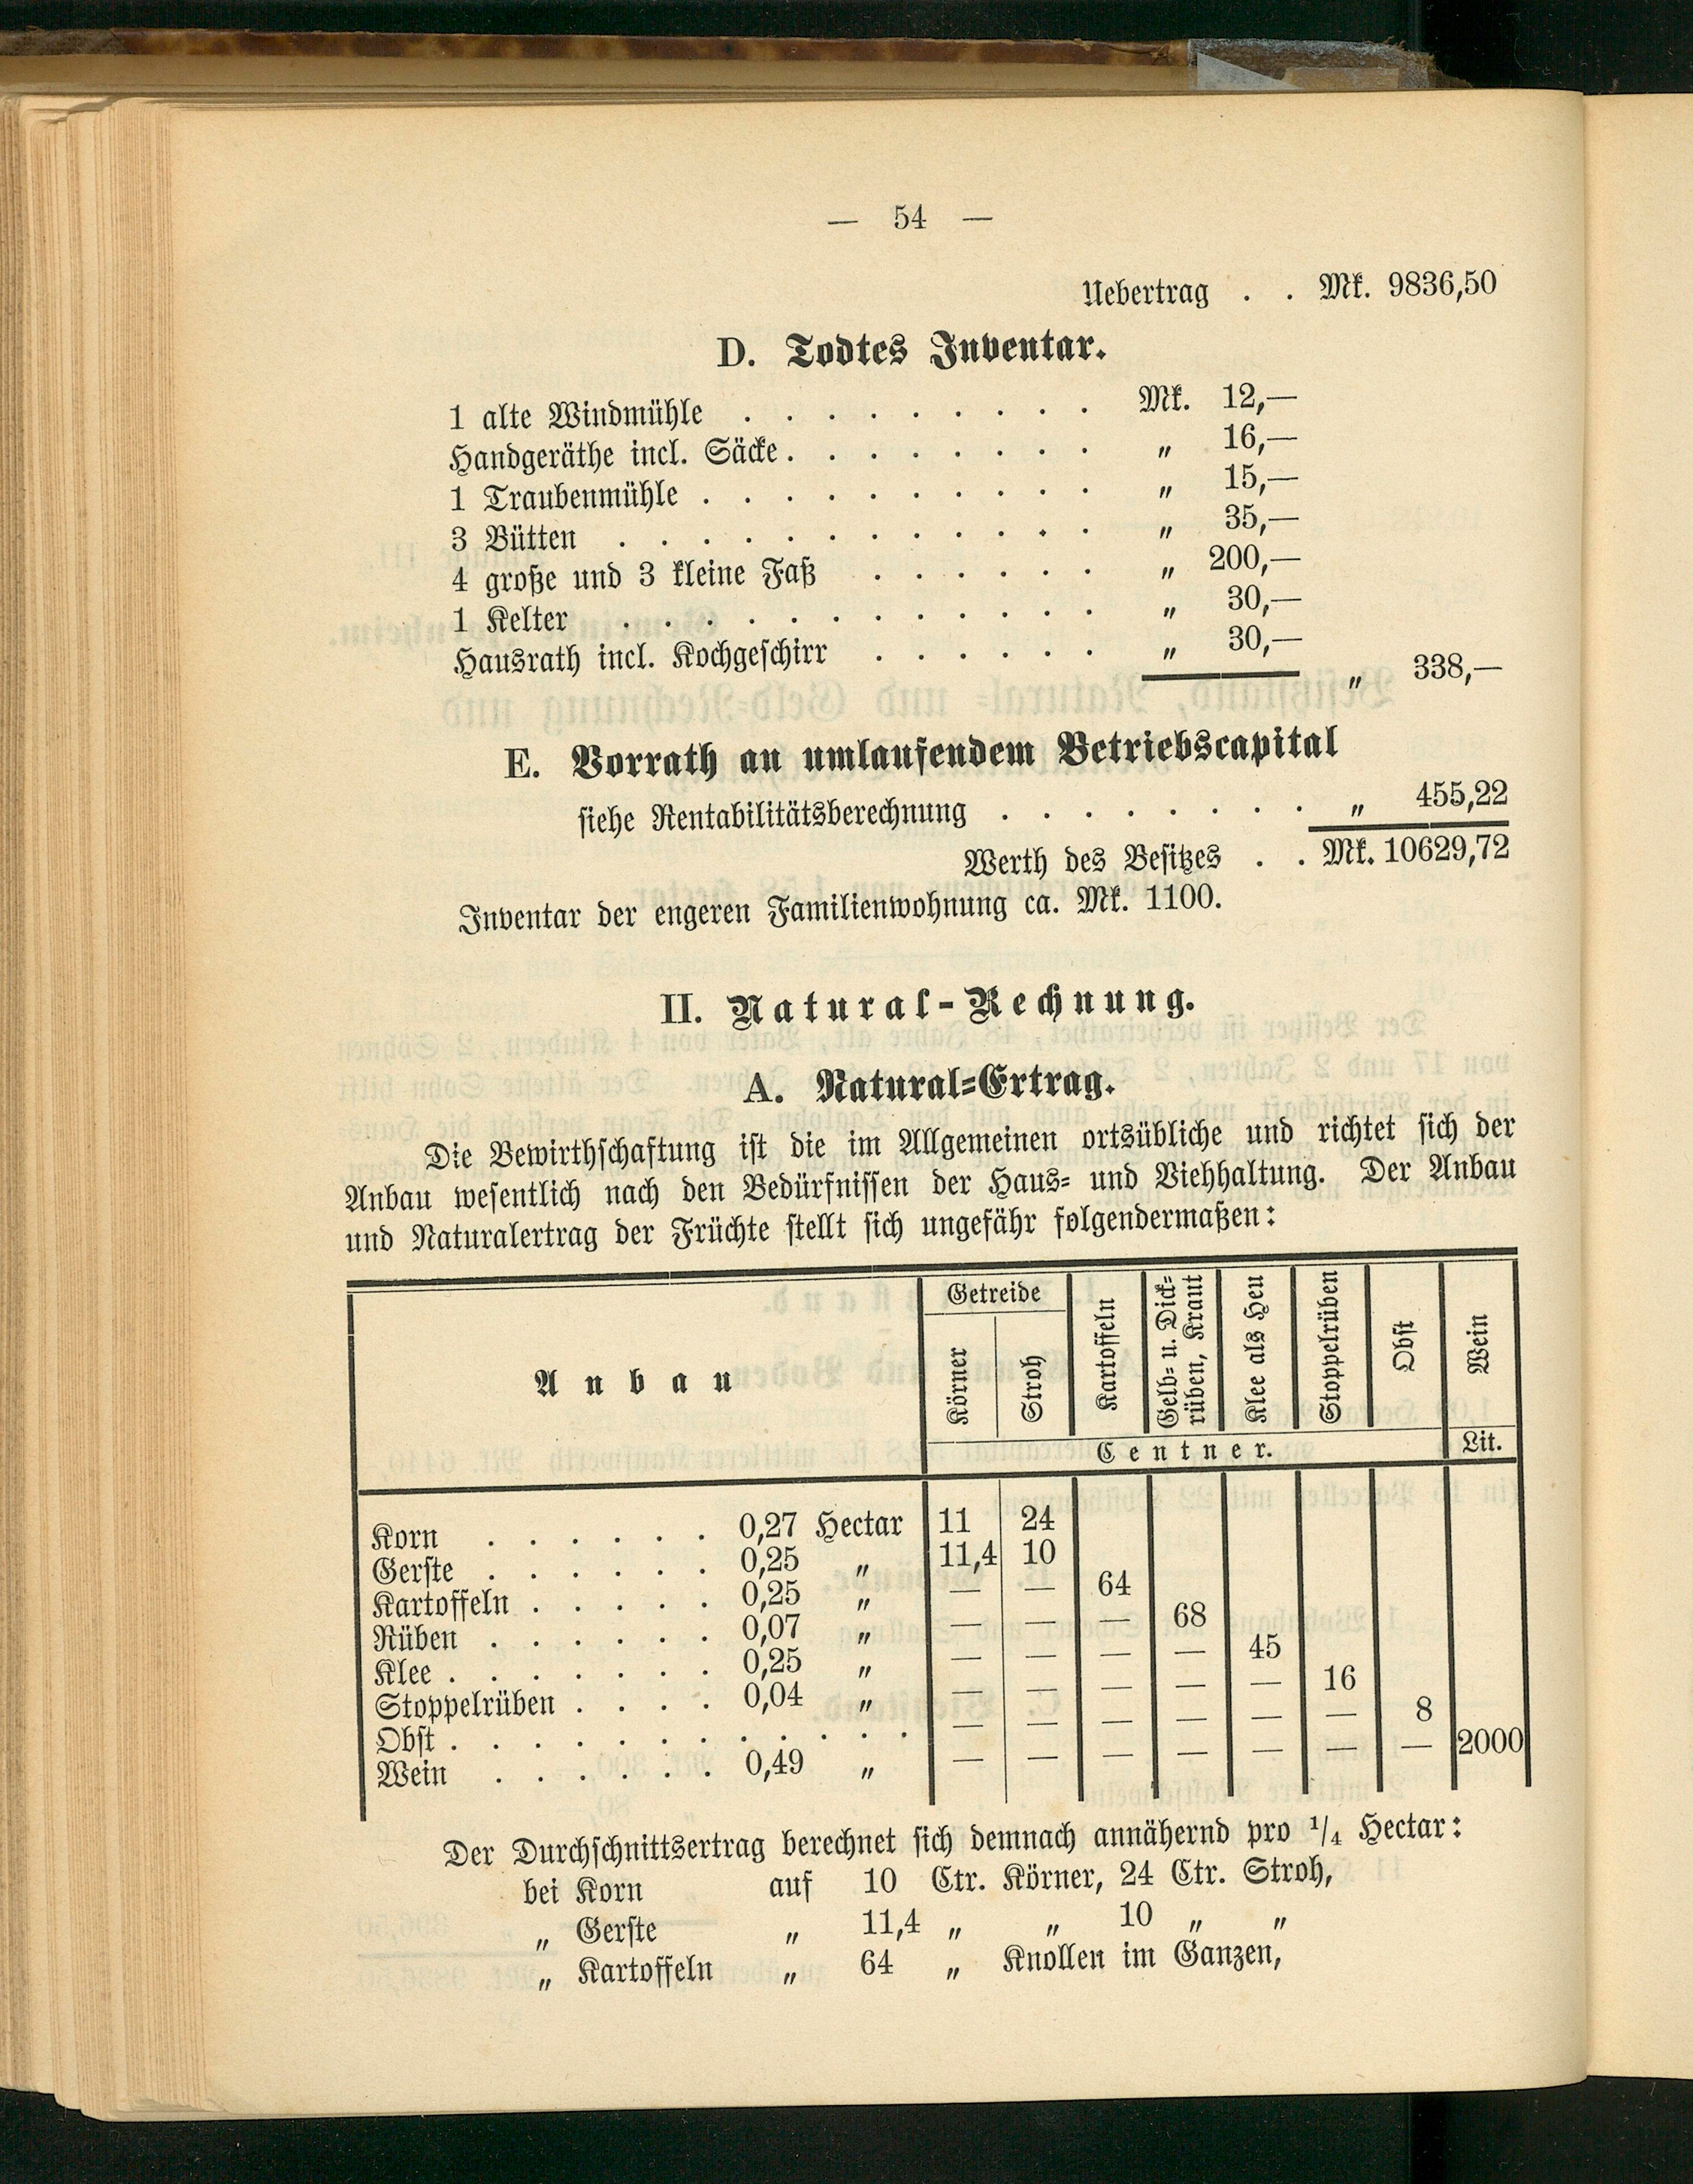 — 54 —
Uebertrag . . Mk. 9836,50
D. Todtes Inventar.
1 alte Windmühle . . . . . . . . . Mk. 12,—
Handgeräthe incl. Säcke . . . . . . . . „ 16,—
1 Traubenmühle . . . . . . . . . . „ 15,—
3 Bütten . . . . . . . . . . . . „ 35,—
4 große und 3 kleine Faß . . . . . . „ 200,—
1 Kelter . . . . . . . . . . . . „ 30,—
Hausrath incl. Kochgeschirr . . . . . . „ 30,—
„ 338,—
E. Vorrath an umlaufendem Betriebscapital
siehe Rentabilitätsberechnung . . . . . . . . „ 455,22
Werth des Besitzes . . Mk. 10629,72
Inventar der engeren Familienwohnung ca. Mk. 1100.
II. Natural-Rechnung.
A. Natural-Ertrag.
Die Bewirthschaftung ist die im Allgemeinen ortsübliche und richtet sich der
Anbau wesentlich nach den Bedürfnissen der Haus- und Viehhaltung. Der Anbau
und Naturalertrag der Früchte stellt sich ungefähr folgendermaßen:
Anbau
Getreide
Körner
Stroh
Kartoffeln
Gelb- u. Dick-
rüben, Kraut
Klee als Heu
Stoppelrüben
Obst
Wein
Centner.
Lit.
Korn . . . . . . 0,27 Hectar 11 24
Gerste . . . . . . 0,25 „ 11,4 10
Kartoffeln . . . . . 0,25 „ — — 64
Rüben . . . . . . 0,07 „ — — — 68
Klee . . . . . . . 0,25 „ — — — — 45
Stoppelrüben . . . . 0,04 „ — — — — — 16
Obst . . . . . . . . . . . — — — — — — 8
Wein . . . . . . 0,49 „ — — — — — — — 2000
Der Durchschnittsertrag berechnet sich demnach annähernd pro 1/4 Hectar:
bei Korn auf 10 Ctr. Körner, 24 Ctr. Stroh,
„ Gerste „ 11,4 „ „ 10 „ „
„ Kartoffeln „ 64 „ Knollen im Ganzen,